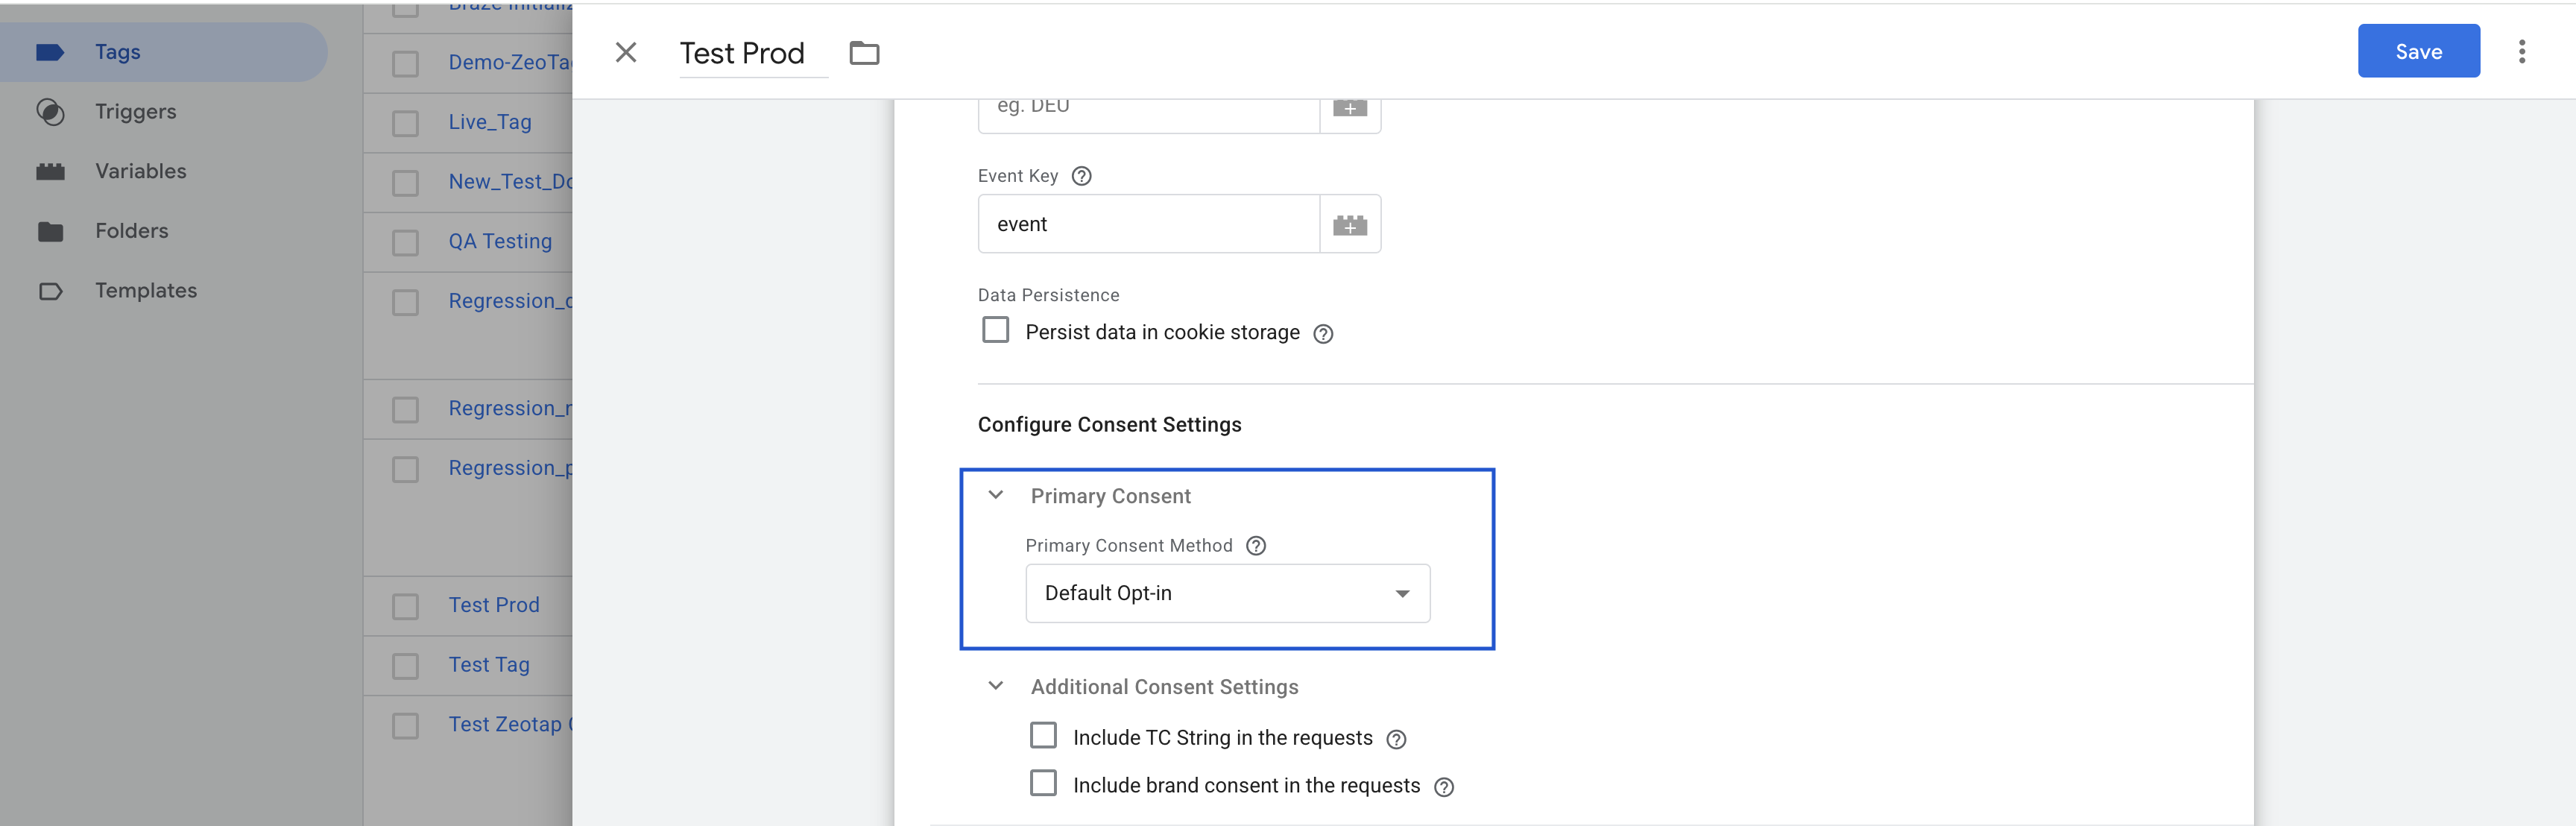 Tags
Triggers
Variables
Folders
Templates
Demo-ZeoTa
Live_Tag
New_Test_Do
QA Testing
Regression_
Regression_
Regression_
Test Prod
Test Tag
Test Zeotap
Test Prod
Save
eg. DEU
Event Key
event
Data Persistence
Persist data in cookie storage
Configure Consent Settings
Primary Consent
Primary Consent Method
Default Opt-in
Additional Consent Settings
Include TC String in the requests
Include brand consent in the requests